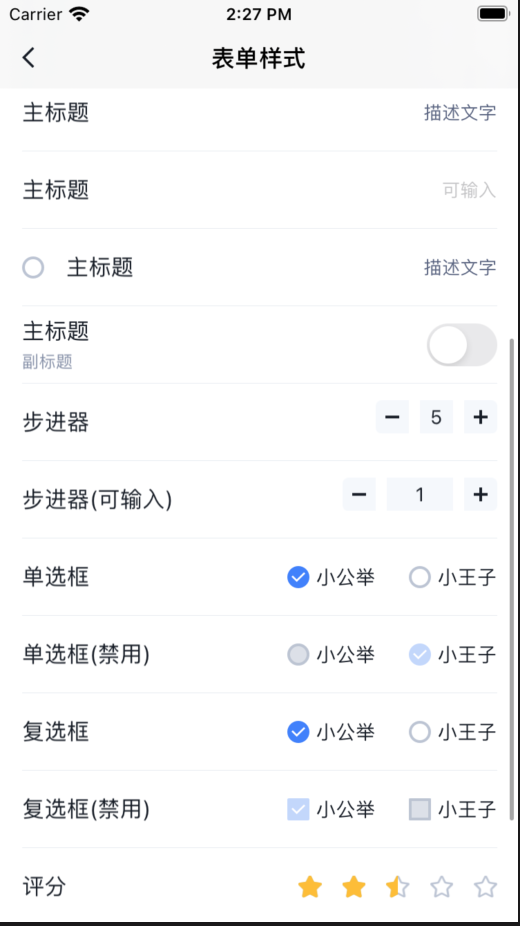 Carrier 2:27 PM
表单样式
主标题 描述文字
主标题 可输入
主标题 描述文字
主标题
副标题
步进器 5
步进器(可输入) 1
单选框 小公举 小王子
单选框(禁用) 小公举 小王子
复选框 小公举 小王子
复选框(禁用) 小公举 小王子
评分